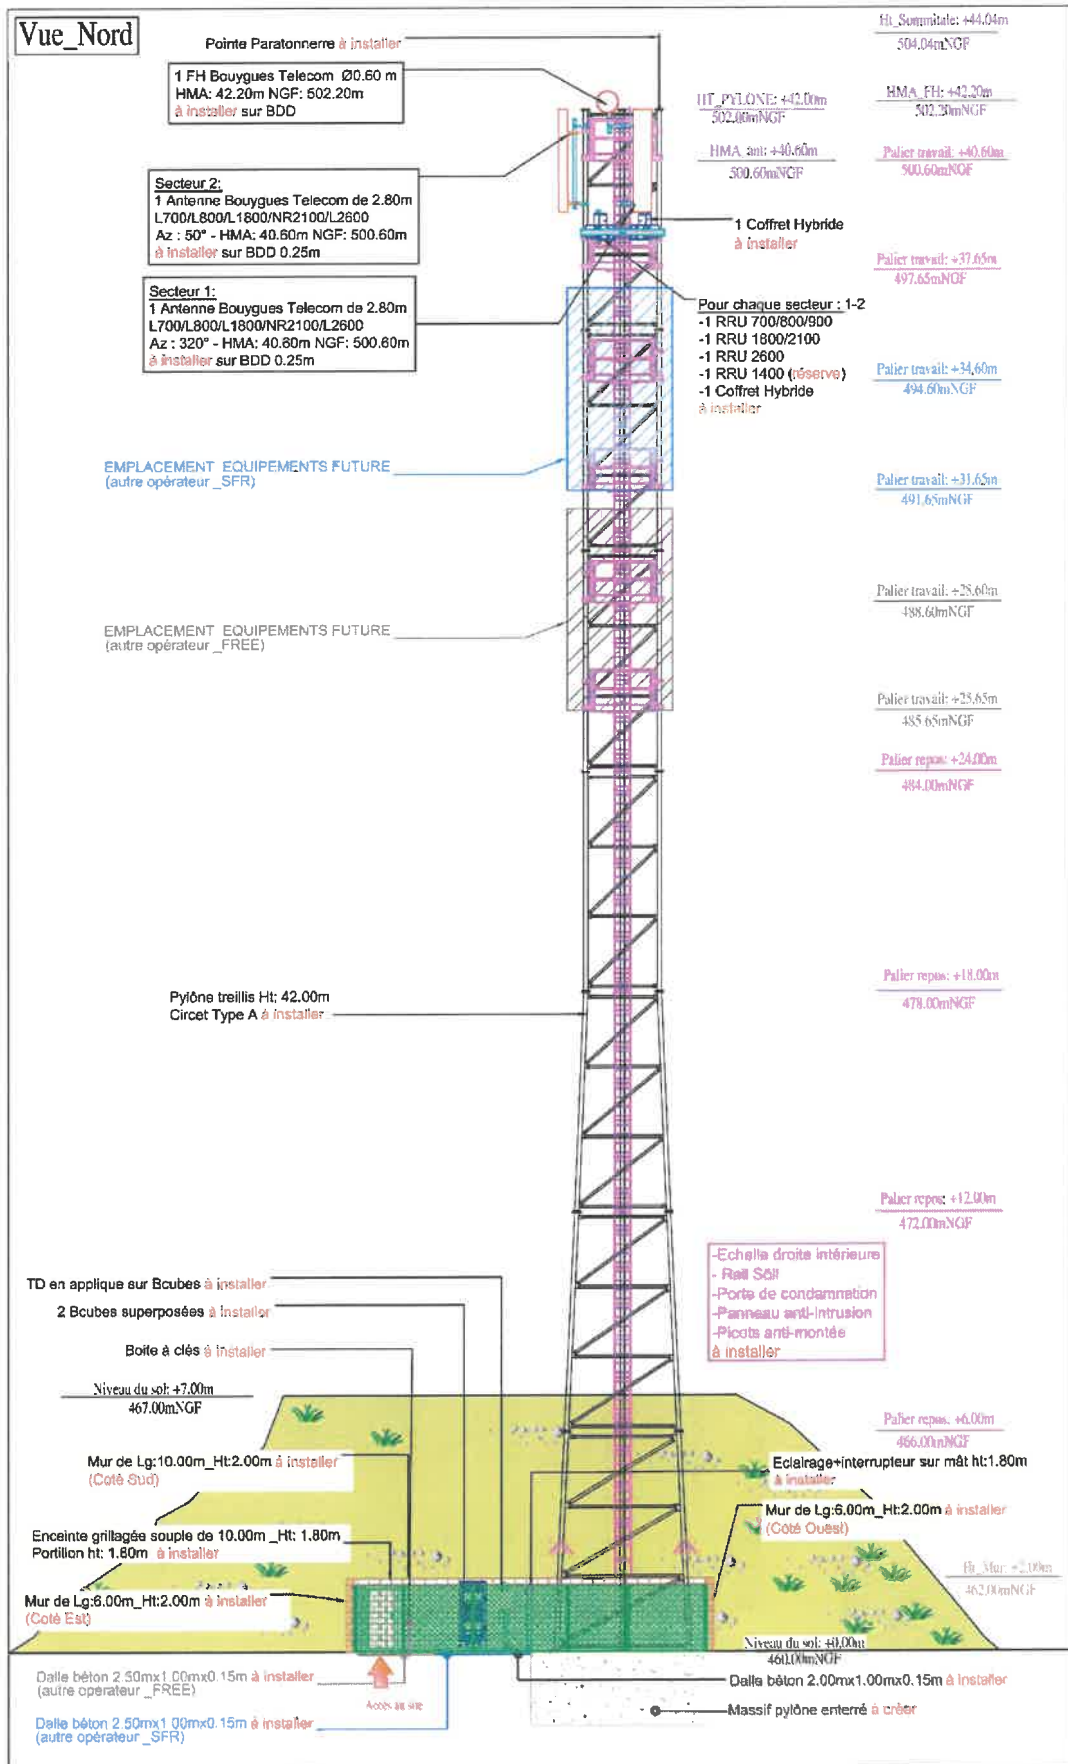 Vue_Nord
Pointe Paratonnerre à installer
1 FH Bouygues Telecom Ø0.60 m
HMA: 42.20m NGF: 502.20m
à installer sur BDD
Secteur 2:
1 Antenne Bouygues Telecom de 2.80m
L700/L800/L1800/NR2100/L2600
Az : 50° - HMA: 40.60m NGF: 500.60m
à installer sur BDD 0.25m
Secteur 1:
1 Antenne Bouygues Telecom de 2.80m
L700/L800/L1800/NR2100/L2600
Az : 320° - HMA: 40.60m NGF: 500.60m
à installer sur BDD 0.25m
Ht_Sommitale: +44.04m
504.04mNGF
HT_PYLONE: +42.00m
502.00mNGF
HMA_FH: +42.20m
502.20mNGF
HMA_ant: +40.60m
500.60mNGF
Palier travail: +40.60m
500.60mNGF
1 Coffret Hybride
à installer
Palier travail: +37.65m
497.65mNGF
Pour chaque secteur : 1-2
-1 RRU 700/800/900
-1 RRU 1800/2100
-1 RRU 2600
-1 RRU 1400 (réserve)
-1 Coffret Hybride
à installer
Palier travail: +34.60m
494.60mNGF
EMPLACEMENT EQUIPEMENTS FUTURE
(autre opérateur _SFR)
Palier travail: +31.65m
491.65mNGF
Palier travail: +28.60m
488.60mNGF
EMPLACEMENT EQUIPEMENTS FUTURE
(autre opérateur _FREE)
Palier travail: +25.65m
485.65mNGF
Palier repos: +24.00m
484.00mNGF
Palier repos: +18.00m
478.00mNGF
Pylône treillis Ht: 42.00m
Circet Type A à installer
Palier repos: +12.00m
472.00mNGF
-Echelle droite intérieure
- Rail Söll
-Porte de condamnation
-Panneau anti-intrusion
-Picots anti-montée
à installer
TD en applique sur Bcubes à installer
2 Bcubes superposées à installer
Boite à clés à installer
Niveau du sol: +7.00m
467.00mNGF
Palier repos: +6.00m
466.00mNGF
Mur de Lg:10.00m_Ht:2.00m à installer
(Coté Sud)
Eclairage+interrupteur sur mât ht:1.80m
à installer
Mur de Lg:6.00m_Ht:2.00m à installer
(Coté Ouest)
Enceinte grillagée souple de 10.00m _Ht: 1.80m
Portillon ht: 1.80m à installer
Ht_Mur: +2.00m
462.00mNGF
Mur de Lg:6.00m_Ht:2.00m à installer
(Coté Est)
Niveau du sol: +0.00m
460.00mNGF
Dalle béton 2.50mx1.00mx0.15m à installer
(autre opérateur _FREE)
Accès au site
Dalle béton 2.00mx1.00mx0.15m à installer
Massif pylône enterré à créer
Dalle béton 2.50mx1.00mx0.15m à installer
(autre opérateur _SFR)